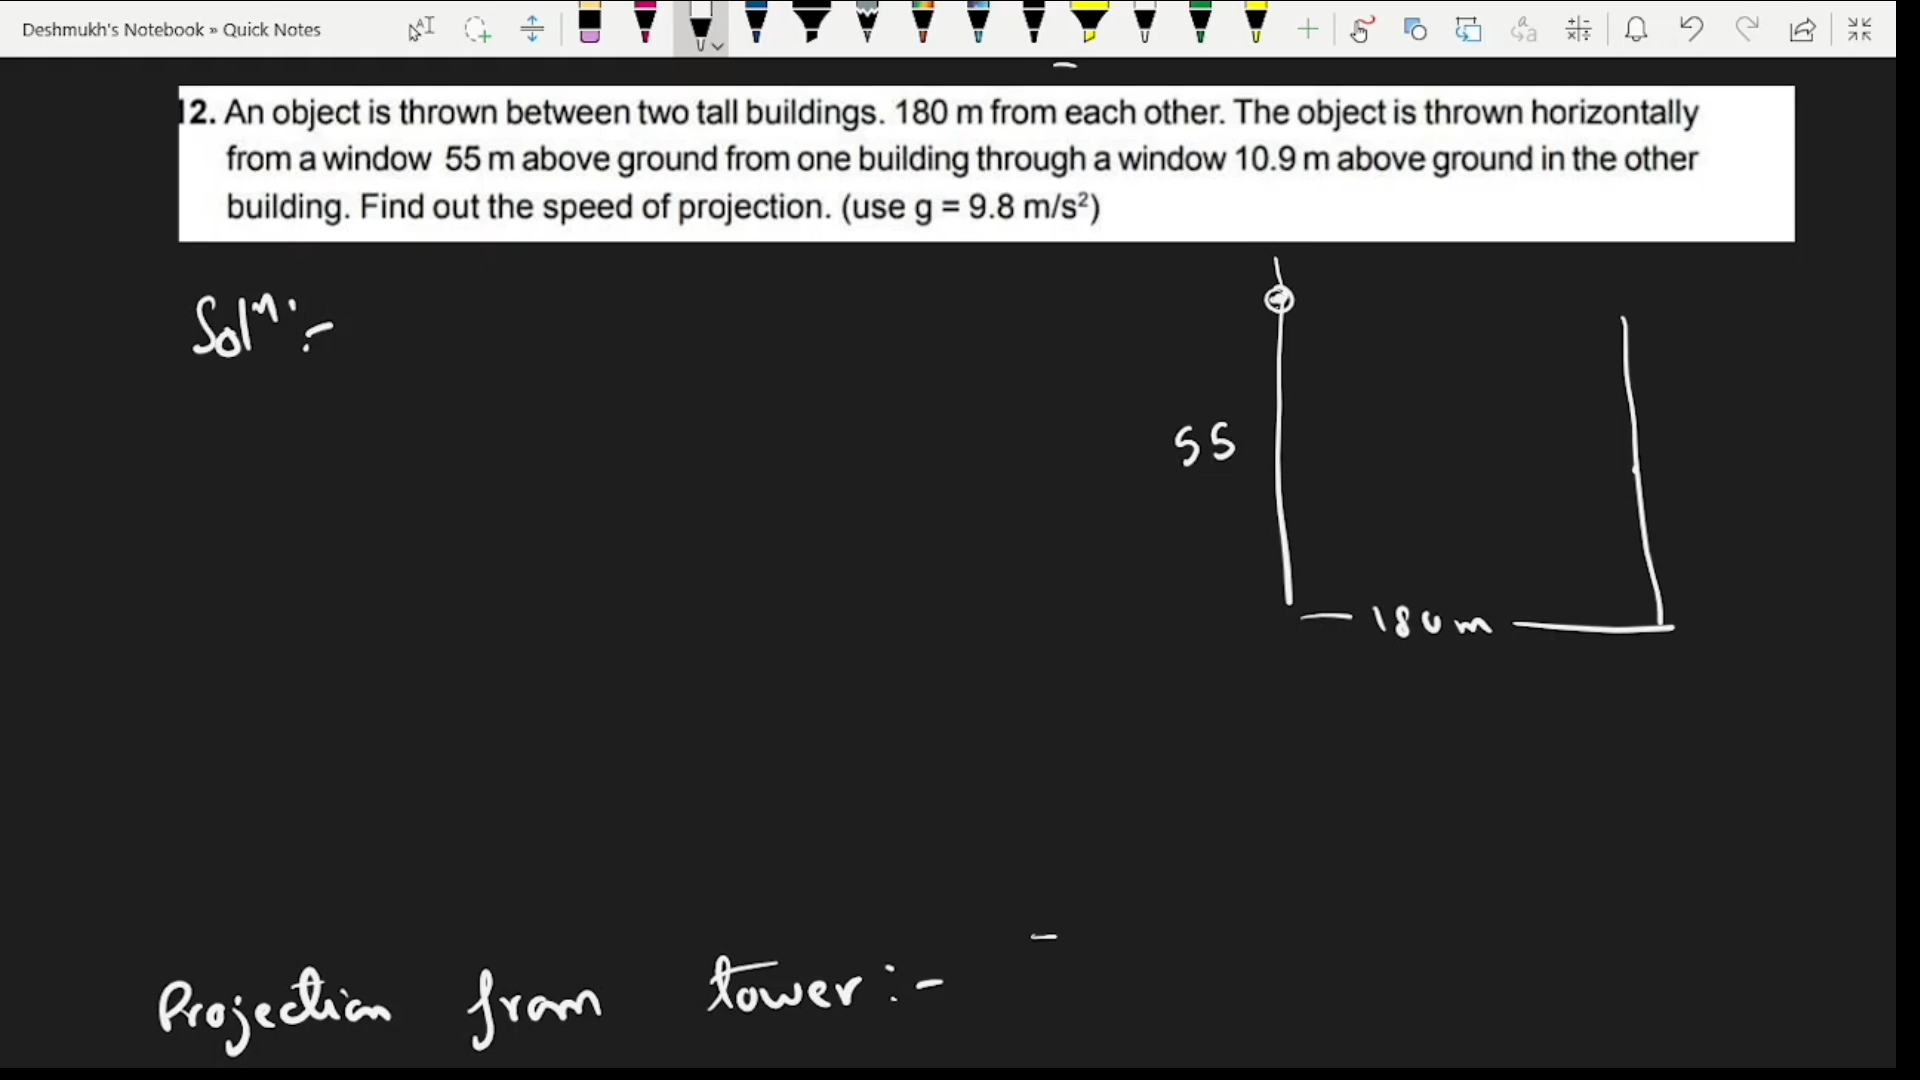 Deshmukh's Notebook » Quick Notes
12. An object is thrown between two tall buildings. 180 m from each other. The object is thrown horizontally
from a window 55 m above ground from one building through a window 10.9 m above ground in the other
building. Find out the speed of projection. (use g = 9.8 m/s²)
Solⁿ :-
55
180m
Projection from tower :-